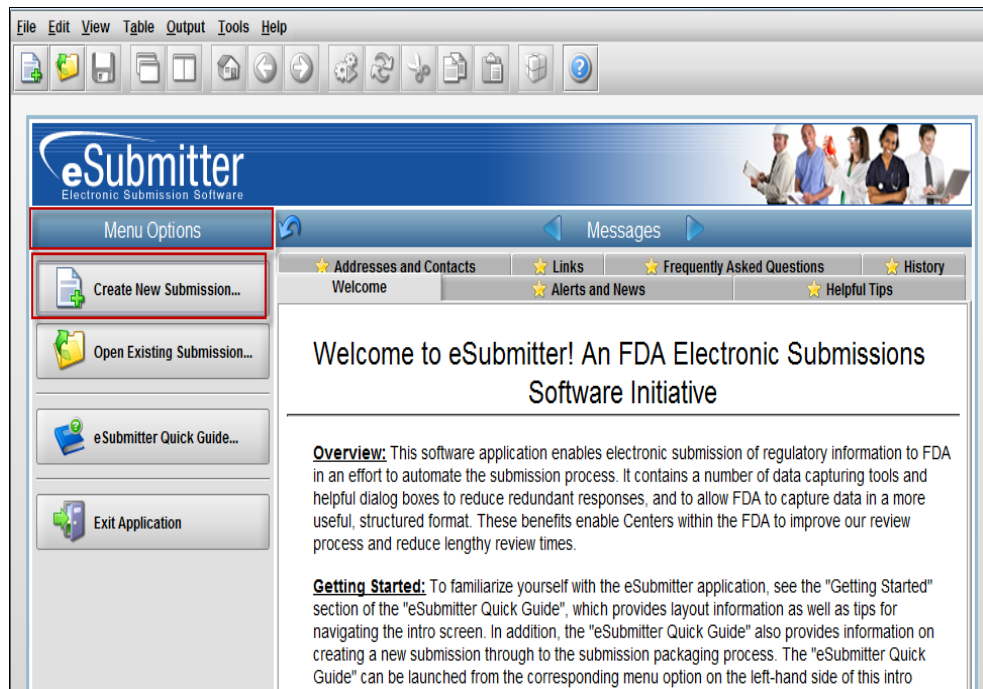 File Edit View Table Output Tools Help
eSubmitter
Electronic Submission Software
Menu Options
Messages
Create New Submission...
Open Existing Submission...
eSubmitter Quick Guide...
Exit Application
Addresses and Contacts Links Frequently Asked Questions History
Welcome Alerts and News Helpful Tips
Welcome to eSubmitter! An FDA Electronic Submissions
Software Initiative
Overview: This software application enables electronic submission of regulatory information to FDA
in an effort to automate the submission process. It contains a number of data capturing tools and
helpful dialog boxes to reduce redundant responses, and to allow FDA to capture data in a more
useful, structured format. These benefits enable Centers within the FDA to improve our review
process and reduce lengthy review times.
Getting Started: To familiarize yourself with the eSubmitter application, see the "Getting Started"
section of the "eSubmitter Quick Guide", which provides layout information as well as tips for
navigating the intro screen. In addition, the "eSubmitter Quick Guide" also provides information on
creating a new submission through to the submission packaging process. The "eSubmitter Quick
Guide" can be launched from the corresponding menu option on the left-hand side of this intro